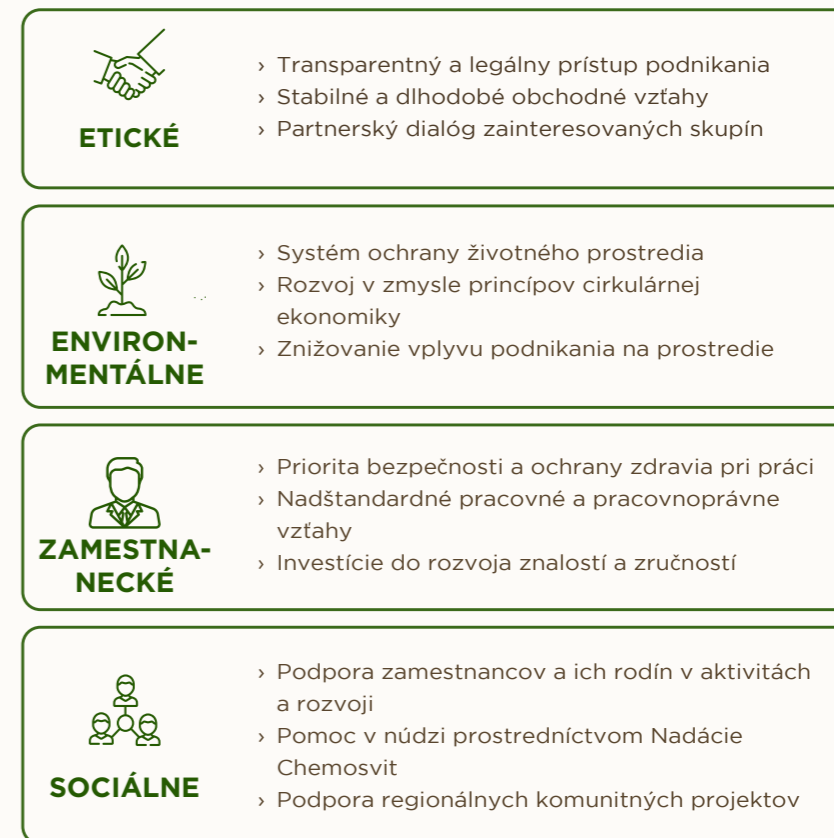 ETICKÉ
› Transparentný a legálny prístup podnikania
› Stabilné a dlhodobé obchodné vzťahy
› Partnerský dialóg zainteresovaných skupín
ENVIRON-
MENTÁLNE
› Systém ochrany životného prostredia
› Rozvoj v zmysle princípov cirkulárnej
ekonomiky
› Znižovanie vplyvu podnikania na prostredie
ZAMESTNA-
NECKÉ
› Priorita bezpečnosti a ochrany zdravia pri práci
› Nadštandardné pracovné a pracovnoprávne
vzťahy
› Investície do rozvoja znalostí a zručností
SOCIÁLNE
› Podpora zamestnancov a ich rodín v aktivitách
a rozvoji
› Pomoc v núdzi prostredníctvom Nadácie
Chemosvit
› Podpora regionálnych komunitných projektov